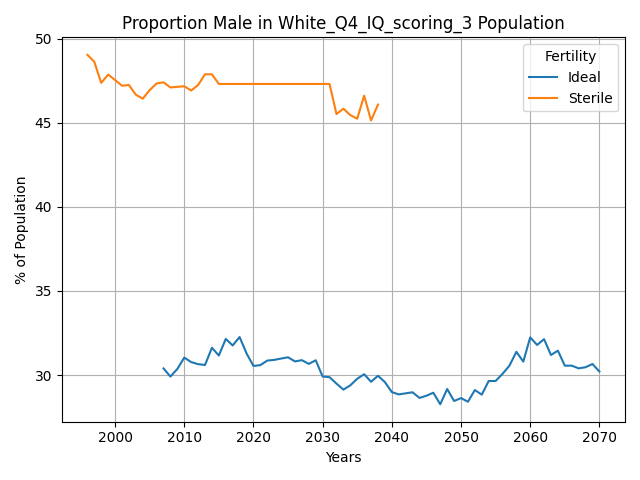 Proportion Male in White_Q4_IQ_scoring_3 Population
% of Population
50
45
40
35
30
Fertility
Ideal
Sterile
2000 2010 2020 2030 2040 2050 2060 2070
Years